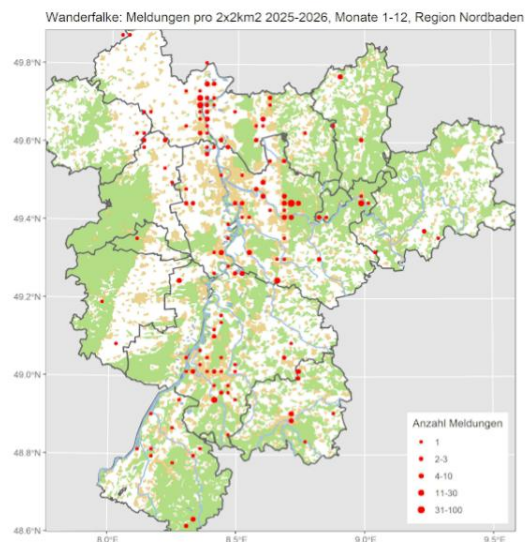 Wanderfalke: Meldungen pro 2x2km2 2025-2026, Monate 1-12, Region Nordbaden
49.8°N
49.6°N
49.4°N
49.2°N
49.0°N
48.8°N
48.6°N
Anzahl Meldungen
1
2-3
4-10
11-30
31-100
8.0°E
8.5°E
9.0°E
9.5°E